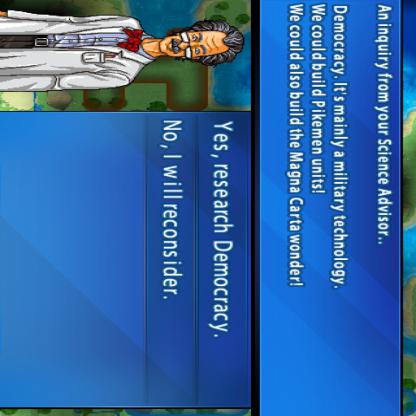 An inquiry from your Science Advisor..
Democracy. It's mainly a military technology.
We could build Pikemen units!
We could also build the Magna Carta wonder!
Yes, research Democracy.
No, I will reconsider.